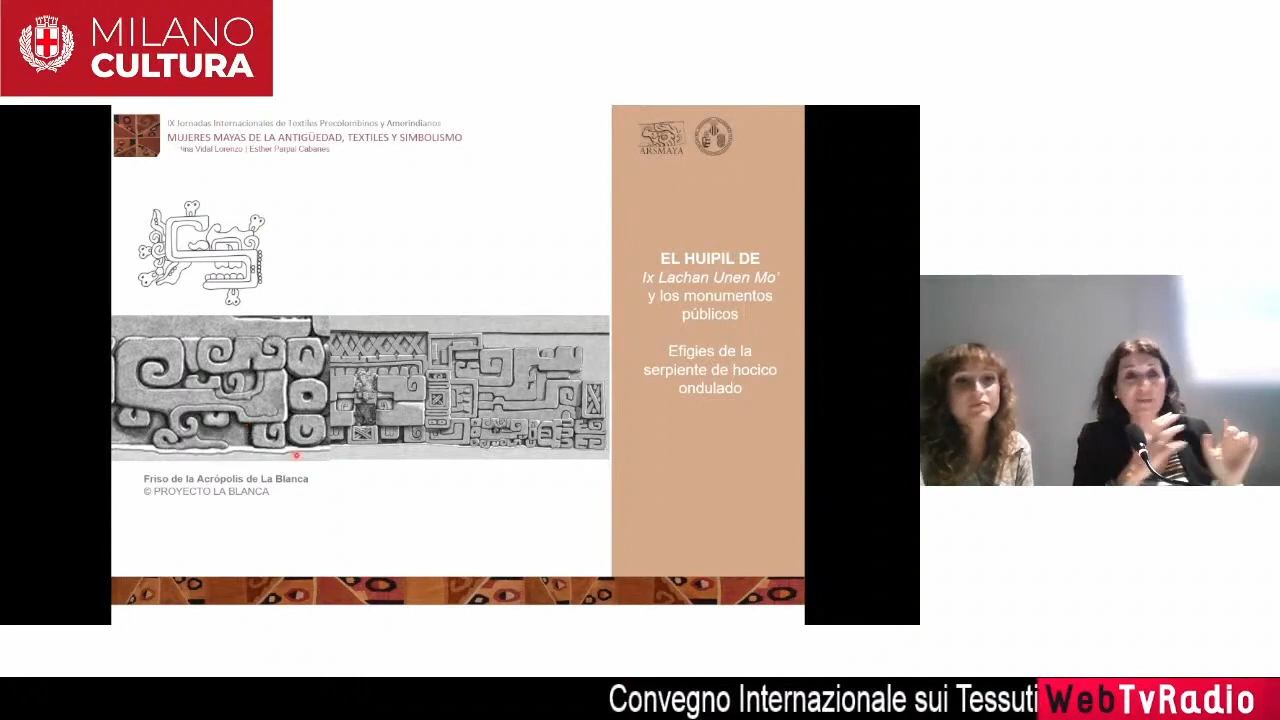 MILANO
CULTURA
IX Jornadas Internacionales de Textiles Precolombinos y Amerindianos
MUJERES MAYAS DE LA ANTIGÜEDAD, TEXTILES Y SIMBOLISMO
Vidal Lorenzo | Esther Parpal Cabanes
ARSMAYA
EL HUIPIL DE
Ix Lachan Unen Mo'
y los monumentos
públicos
Efigies de la
serpiente de hocico
ondulado
Friso de la Acrópolis de La Blanca
© PROYECTO LA BLANCA
Convegno Internazionale sui Tessuti
WebTvRadio